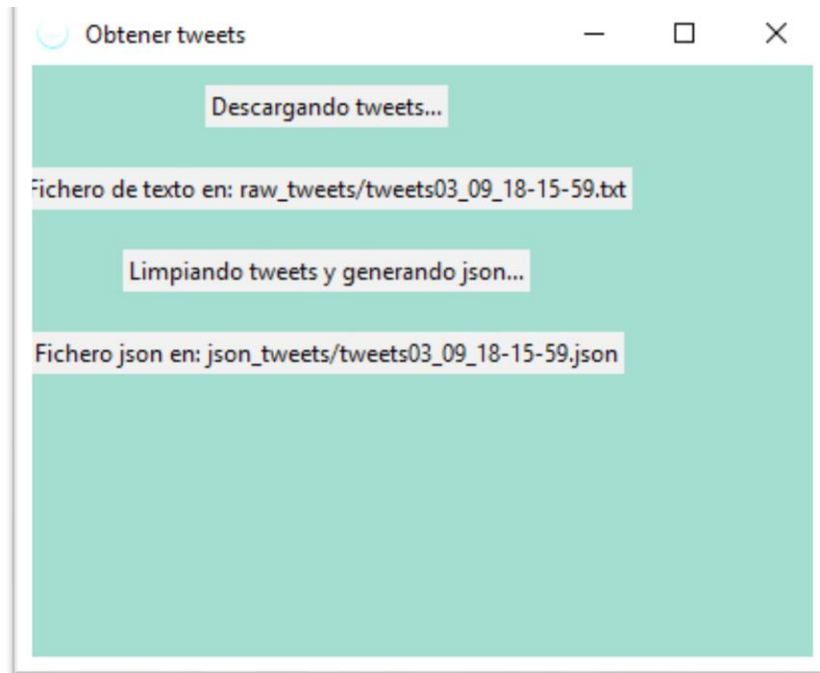 Obtener tweets
Descargando tweets...
Fichero de texto en: raw_tweets/tweets03_09_18-15-59.txt
Limpiando tweets y generando json...
Fichero json en: json_tweets/tweets03_09_18-15-59.json